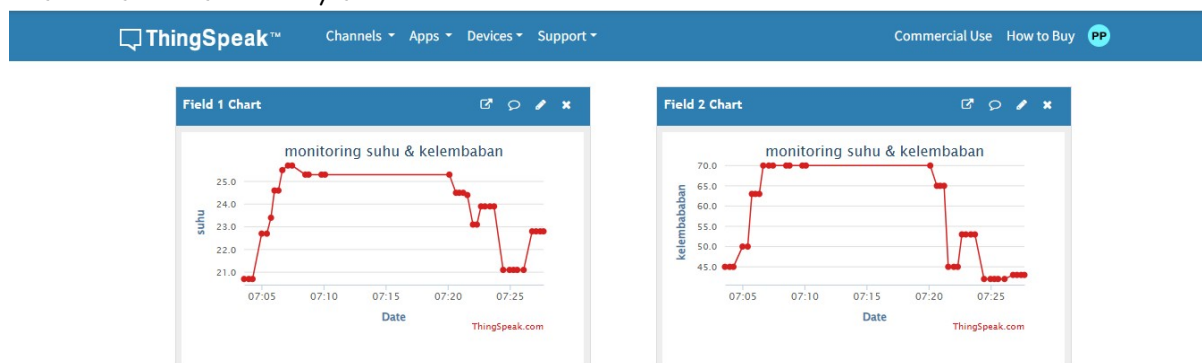 ThingSpeak™ Channels Apps Devices Support Commercial Use How to Buy PP
Field 1 Chart
monitoring suhu & kelembaban
suhu
25.0
24.0
23.0
22.0
21.0
07:05 07:10 07:15 07:20 07:25
Date
ThingSpeak.com
Field 2 Chart
monitoring suhu & kelembaban
kelembababan
70.0
65.0
60.0
55.0
50.0
45.0
07:05 07:10 07:15 07:20 07:25
Date
ThingSpeak.com